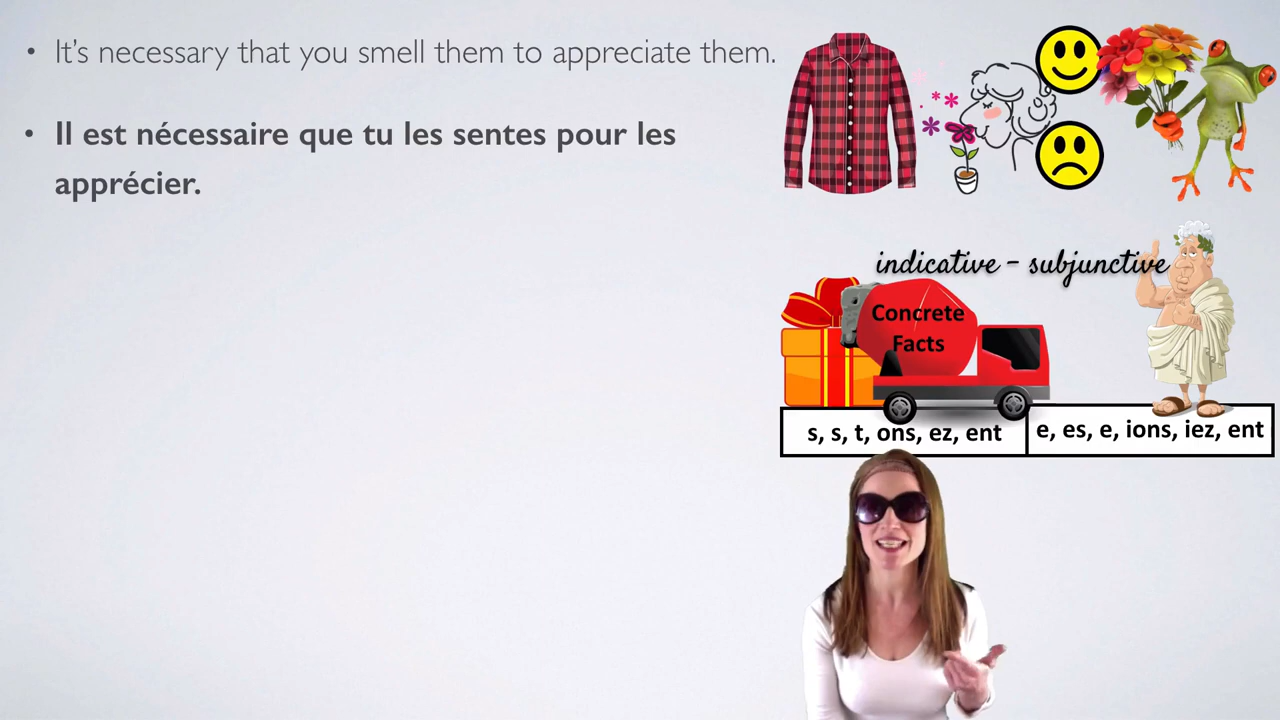 • It’s necessary that you smell them to appreciate them.
• Il est nécessaire que tu les sentes pour les
apprécier.
indicative - subjunctive
Concrete
Facts
s, s, t, ons, ez, ent
e, es, e, ions, iez, ent